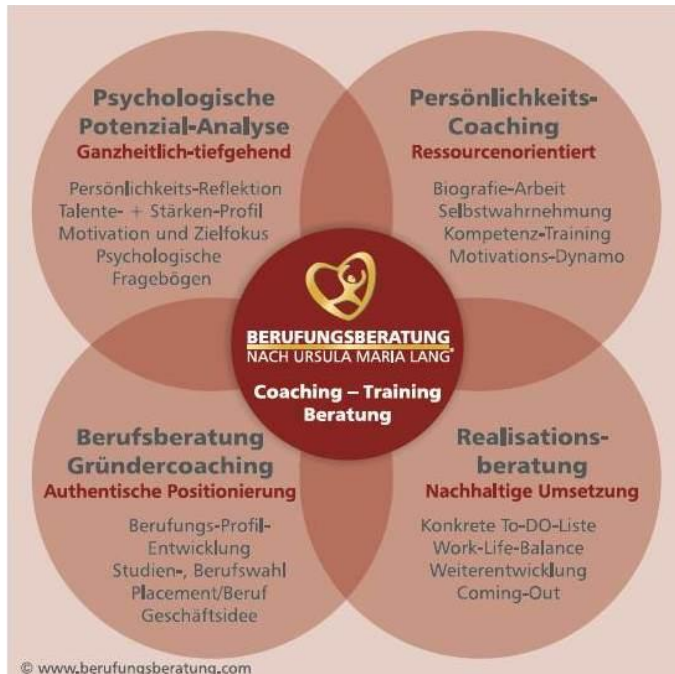 Psychologische
Potenzial-Analyse
Ganzheitlich-tiefgehend
Persönlichkeits-Reflektion
Talente- + Stärken-Profil
Motivation und Zielfokus
Psychologische
Fragebögen
Persönlichkeits-
Coaching
Ressourcenorientiert
Biografie-Arbeit
Selbstwahrnehmung
Kompetenz-Training
Motivations-Dynamo
BERUFUNGSBERATUNG
NACH URSULA MARIA LANG
Coaching – Training
Beratung
Berufsberatung
Gründercoaching
Authentische Positionierung
Berufungs-Profil-
Entwicklung
Studien-, Berufswahl
Placement/Beruf
Geschäftsidee
Realisations-
beratung
Nachhaltige Umsetzung
Konkrete To-DO-Liste
Work-Life-Balance
Weiterentwicklung
Coming-Out
© www.berufungsberatung.com